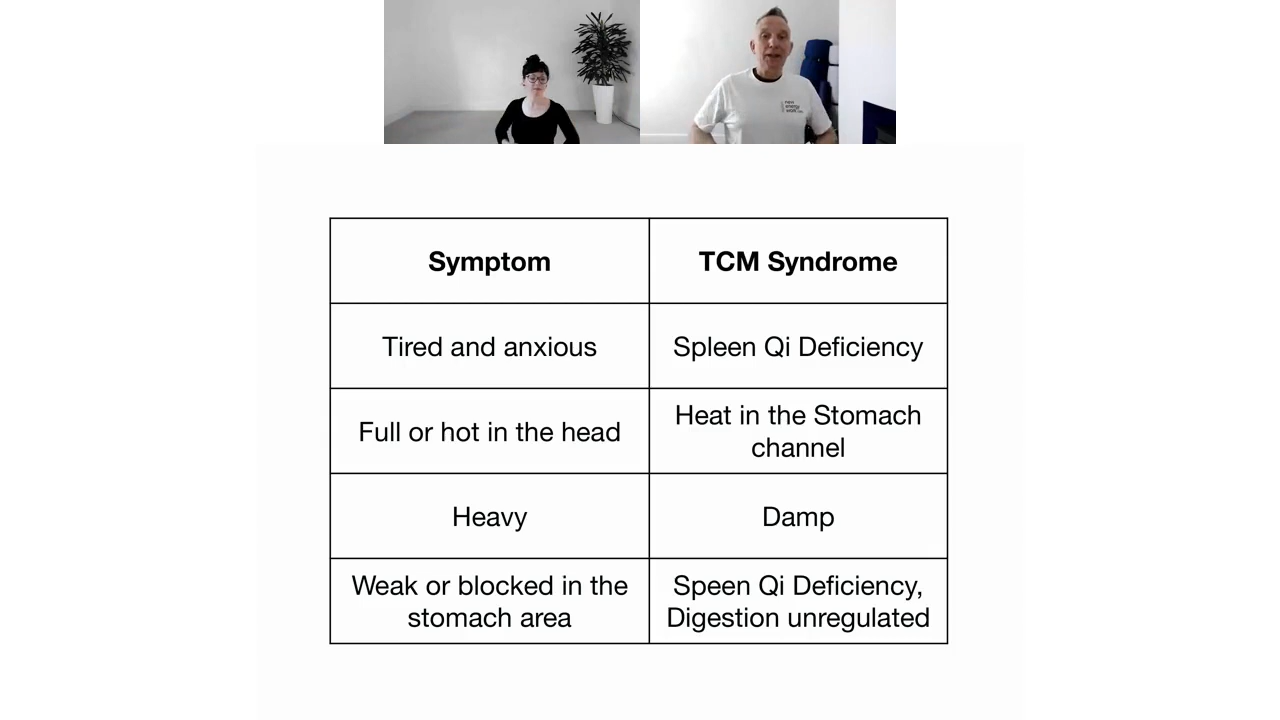 Symptom
TCM Syndrome
Tired and anxious
Spleen Qi Deficiency
Full or hot in the head
Heat in the Stomach
channel
Heavy
Damp
Weak or blocked in the
stomach area
Speen Qi Deficiency,
Digestion unregulated